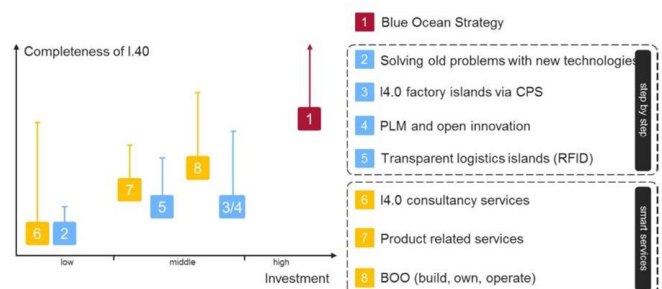 1 Blue Ocean Strategy
Completeness of I.40
2 Solving old problems with new technologies
3 I4.0 factory islands via CPS
4 PLM and open innovation
5 Transparent logistics islands (RFID)
step by step
6 I4.0 consultancy services
7 Product related services
8 BOO (build, own, operate)
smart services
1
8
7
5
3/4
6
2
low
middle
high
Investment